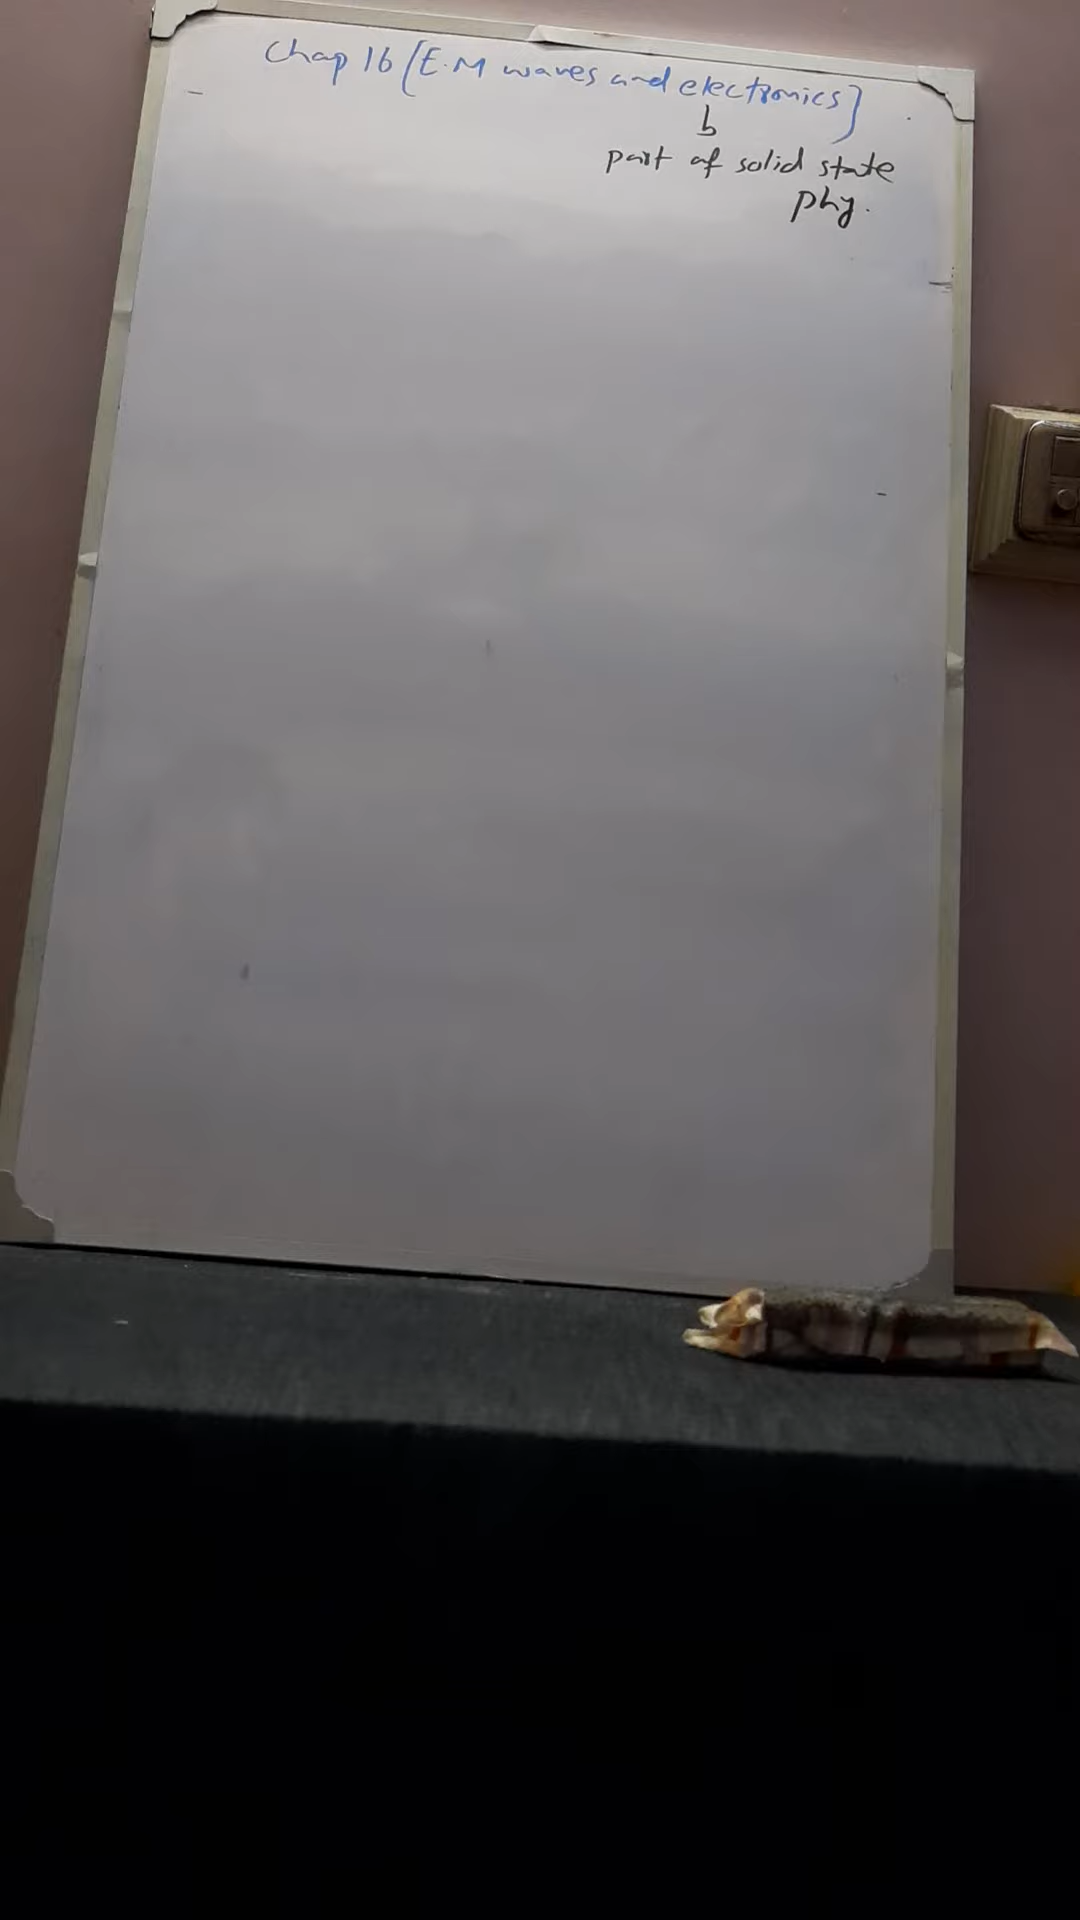 Chap 16 [E.M waves and electronics]
b
part of solid state
phy.